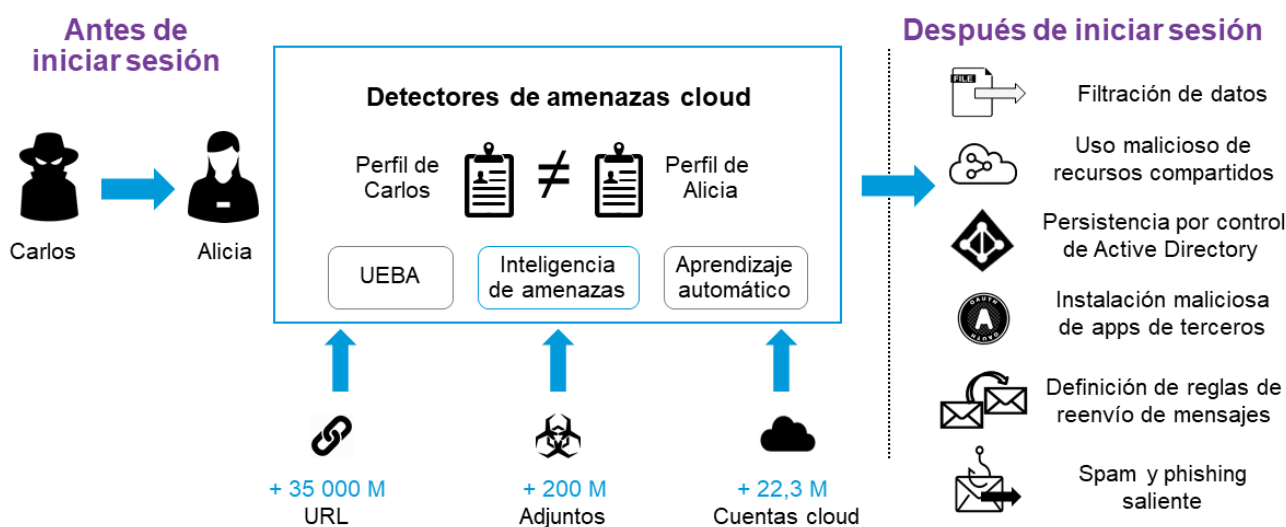 Antes de
iniciar sesión
Carlos
Alicia
Detectores de amenazas cloud
Perfil de
Carlos
≠
Perfil de
Alicia
UEBA
Inteligencia
de amenazas
Aprendizaje
automático
+ 35 000 M
URL
+ 200 M
Adjuntos
+ 22,3 M
Cuentas cloud
Después de iniciar sesión
FILE
Filtración de datos
Uso malicioso de
recursos compartidos
Persistencia por control
de Active Directory
OAUTH
A
OAUTH
Instalación maliciosa
de apps de terceros
Definición de reglas de
reenvío de mensajes
Spam y phishing
saliente